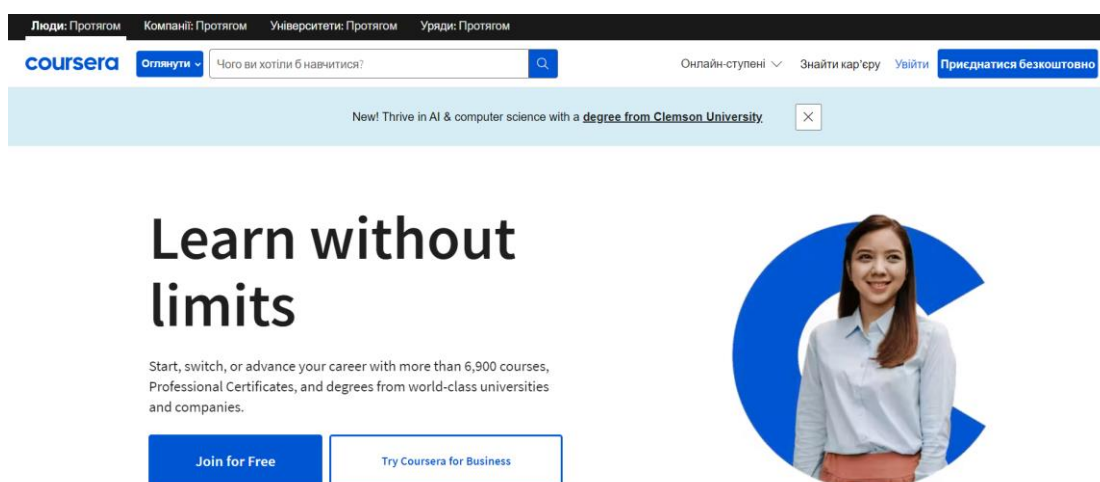 Люди: Протягом Компанії: Протягом Університети: Протягом Уряди: Протягом
coursera Оглянути Чого ви хотіли б навчитися? Онлайн-ступені Знайти кар'єру Увійти Приєднатися безкоштовно
New! Thrive in AI & computer science with a degree from Clemson University
Learn without
limits
Start, switch, or advance your career with more than 6,900 courses,
Professional Certificates, and degrees from world-class universities
and companies.
Join for Free Try Coursera for Business